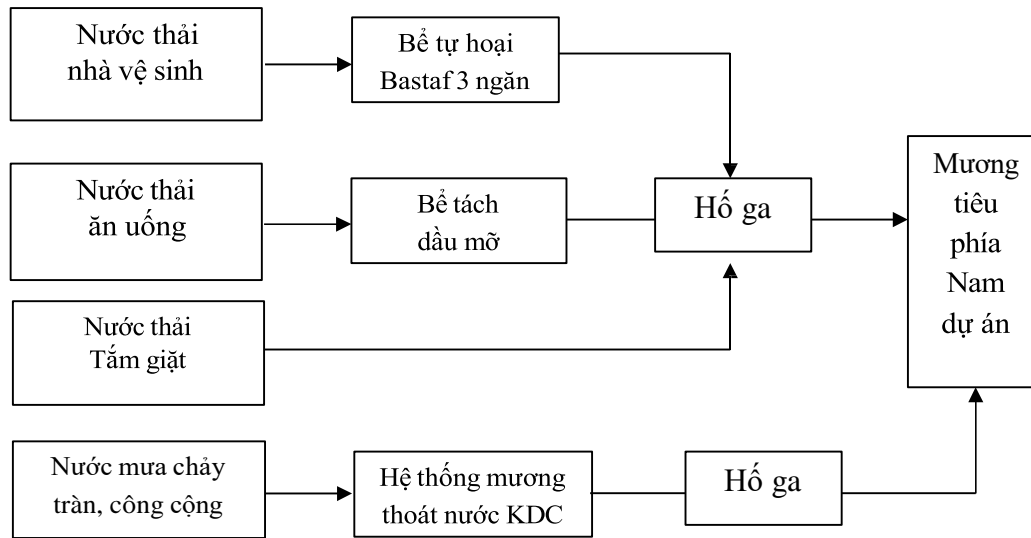 Nước thải
nhà vệ sinh
Bể tự hoại
Bastaf 3 ngăn
Nước thải
ăn uống
Bể tách
dầu mỡ
Hố ga
Mương
tiêu
phía
Nam
dự án
Nước thải
Tắm giặt
Nước mưa chảy
tràn, công cộng
Hệ thống mương
thoát nước KDC
Hố ga